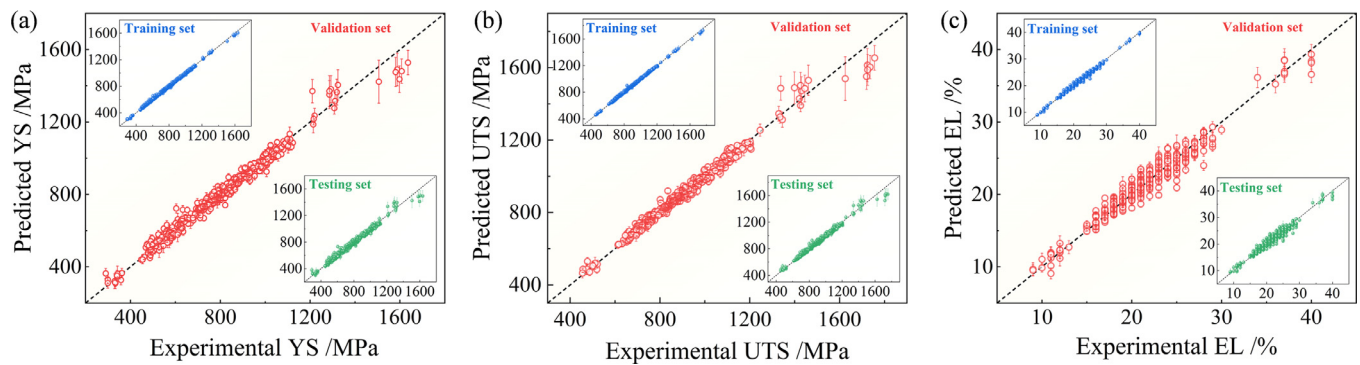 (a)
Training set
Validation set
Testing set
1600
1200
800
400
400
800
1200
1600
1600
1200
800
400
400 800 1200 1600
1600
1200
800
400
400 800 1200 1600
Predicted YS /MPa
Experimental YS /MPa
(b)
Training set
Validation set
Testing set
1600
1300
1000
700
400
400
800
1200
1600
1600
1200
800
400
400 800 1200 1600
1600
1200
800
400
400 800 1200 1600
Predicted UTS /MPa
Experimental UTS /MPa
(c)
Training set
Validation set
Testing set
40
30
20
10
10
20
30
40
40
30
20
10
10 20 30 40
40
30
20
10
10 20 30 40
Predicted EL /%
Experimental EL /%